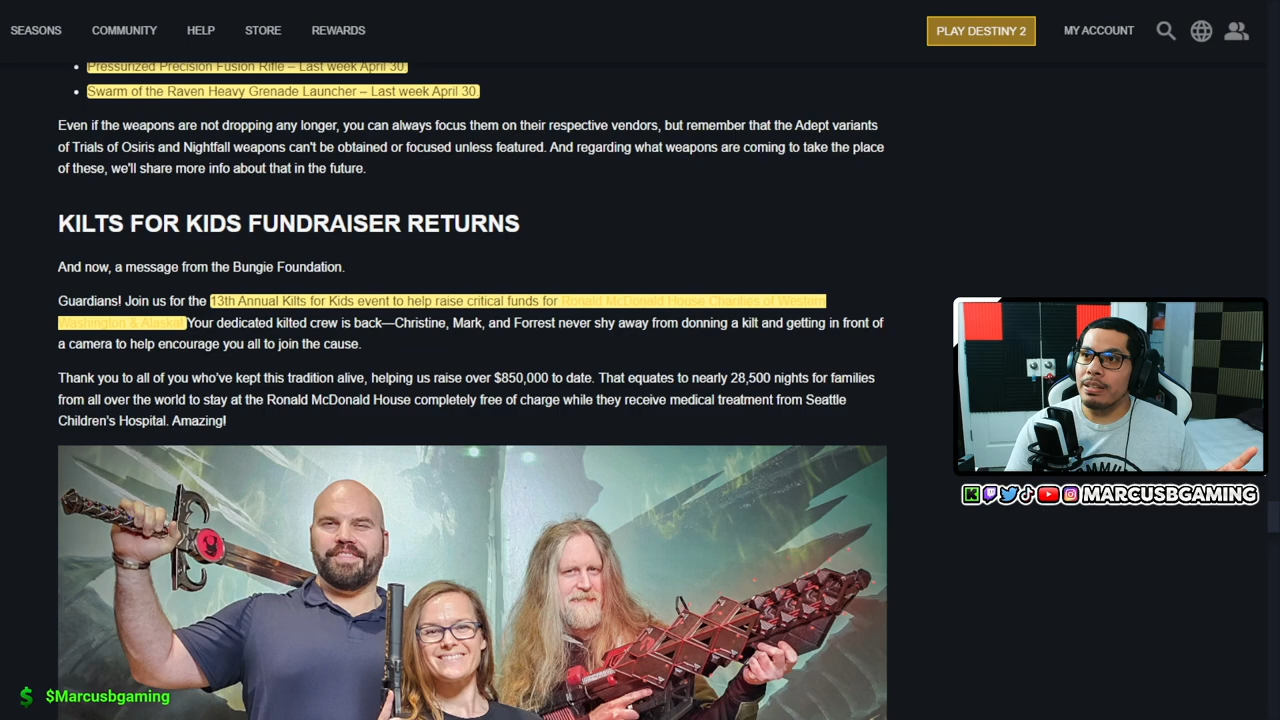 SEASONS COMMUNITY HELP STORE REWARDS PLAY DESTINY 2 MY ACCOUNT
Pressurized Precision Fusion Rifle – Last week April 30.
Swarm of the Raven Heavy Grenade Launcher – Last week April 30.
Even if the weapons are not dropping any longer, you can always focus them on their respective vendors, but remember that the Adept variants
of Trials of Osiris and Nightfall weapons can't be obtained or focused unless featured. And regarding what weapons are coming to take the place
of these, we'll share more info about that in the future.
KILTS FOR KIDS FUNDRAISER RETURNS
And now, a message from the Bungie Foundation.
Guardians! Join us for the 13th Annual Kilts for Kids event to help raise critical funds for Ronald McDonald House Charities of Western
Washington & Alaska! Your dedicated kilted crew is back—Christine, Mark, and Forrest never shy away from donning a kilt and getting in front of
a camera to help encourage you all to join the cause.
Thank you to all of you who've kept this tradition alive, helping us raise over $850,000 to date. That equates to nearly 28,500 nights for families
from all over the world to stay at the Ronald McDonald House completely free of charge while they receive medical treatment from Seattle
Children's Hospital. Amazing!
MARCUSBGAMING
$ $Marcusbgaming